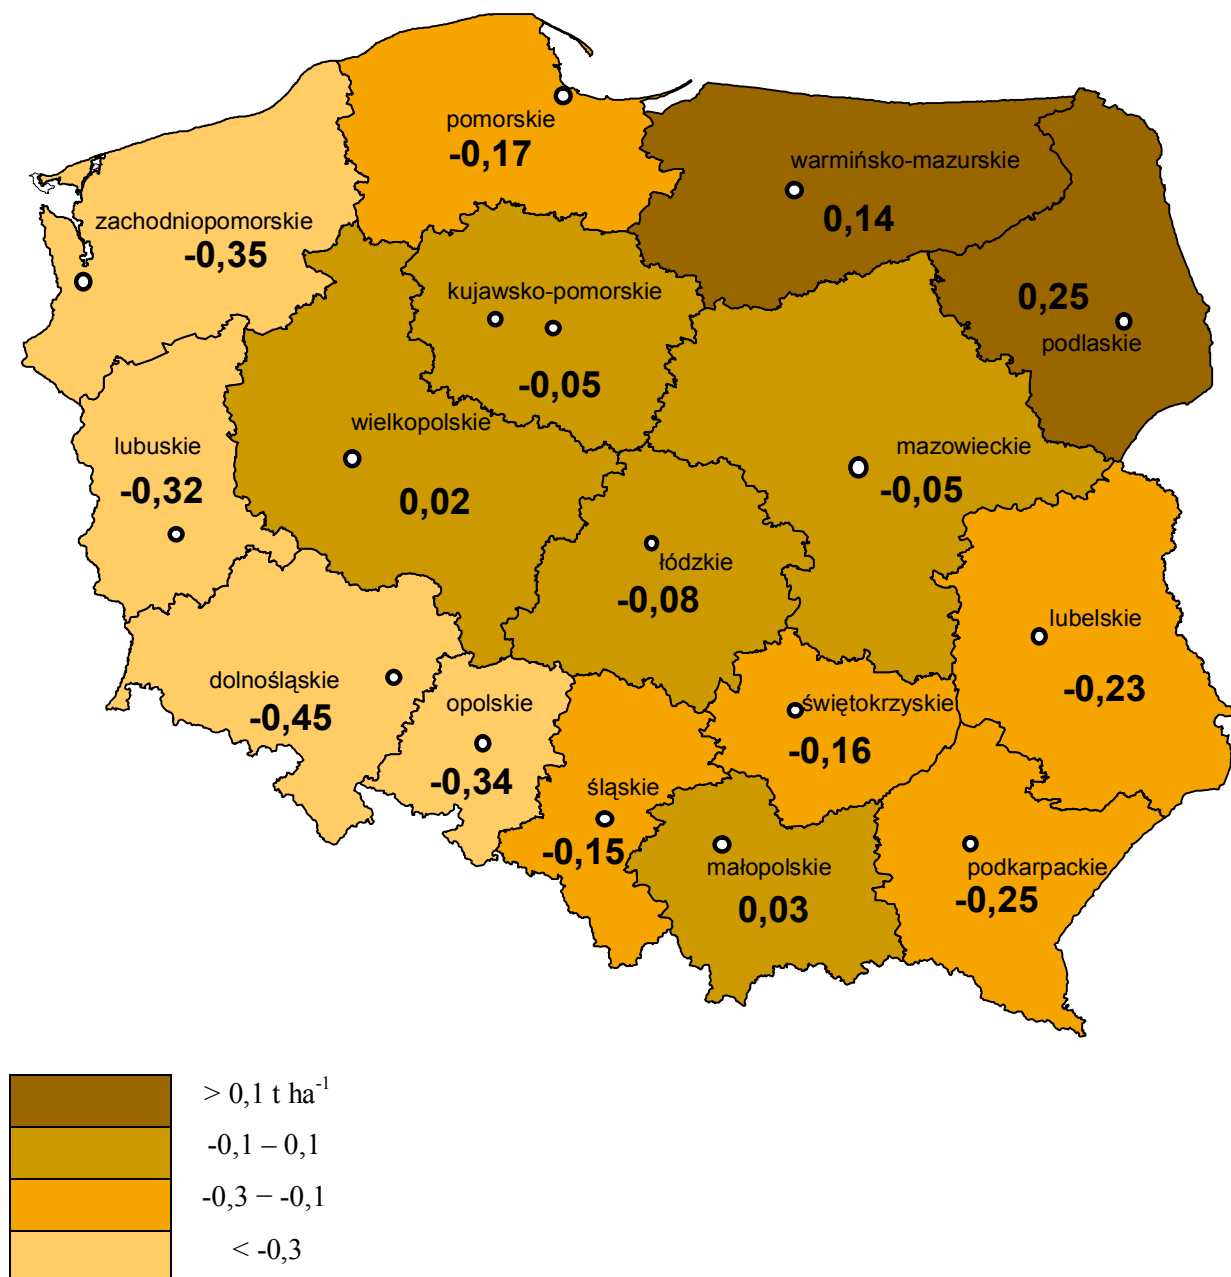 pomorskie
-0,17
warmińsko-mazurskie
0,14
zachodniopomorskie
-0,35
kujawsko-pomorskie
-0,05
0,25
podlaskie
wielkopolskie
0,02
lubuskie
-0,32
mazowieckie
-0,05
łódzkie
-0,08
lubelskie
-0,23
dolnośląskie
-0,45
opolskie
-0,34
świętokrzyskie
-0,16
śląskie
-0,15
małopolskie
0,03
podkarpackie
-0,25
> 0,1 t ha⁻¹
-0,1 – 0,1
-0,3 − -0,1
< -0,3